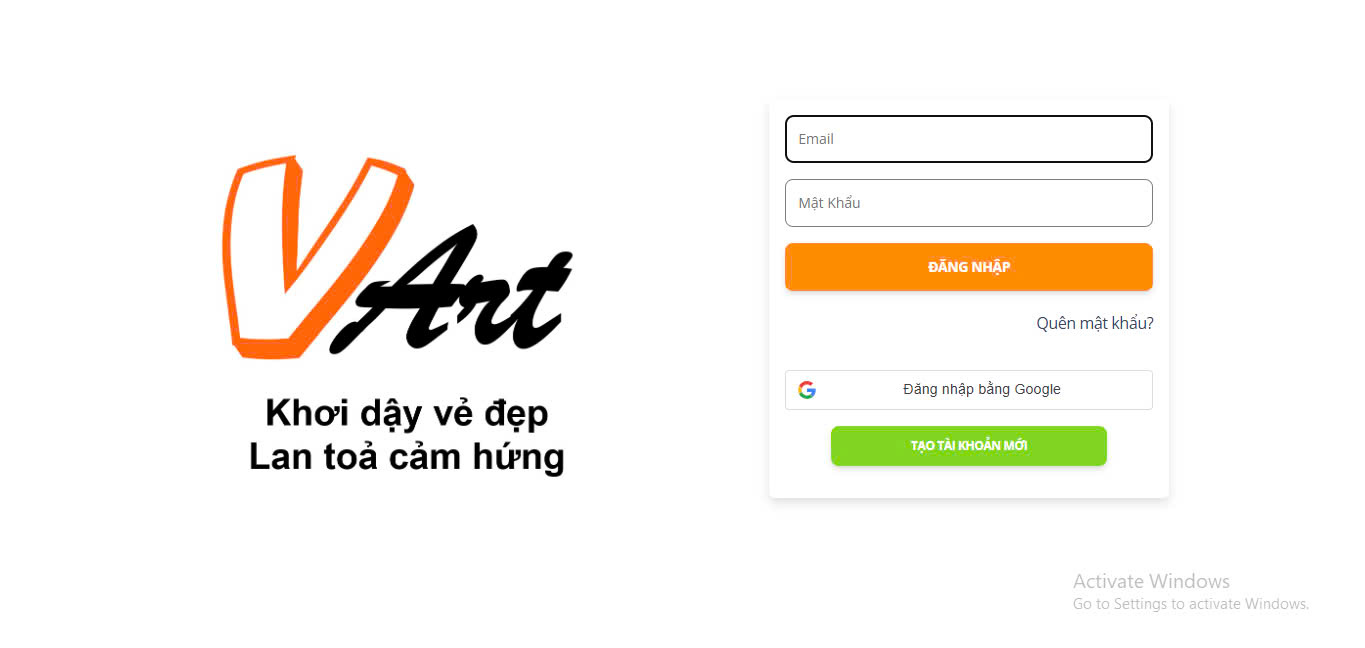 VArt
Khơi dậy vẻ đẹp
Lan toả cảm hứng
Email
Mật Khẩu
ĐĂNG NHẬP
Quên mật khẩu?
Đăng nhập bằng Google
TẠO TÀI KHOẢN MỚI
Activate Windows
Go to Settings to activate Windows.